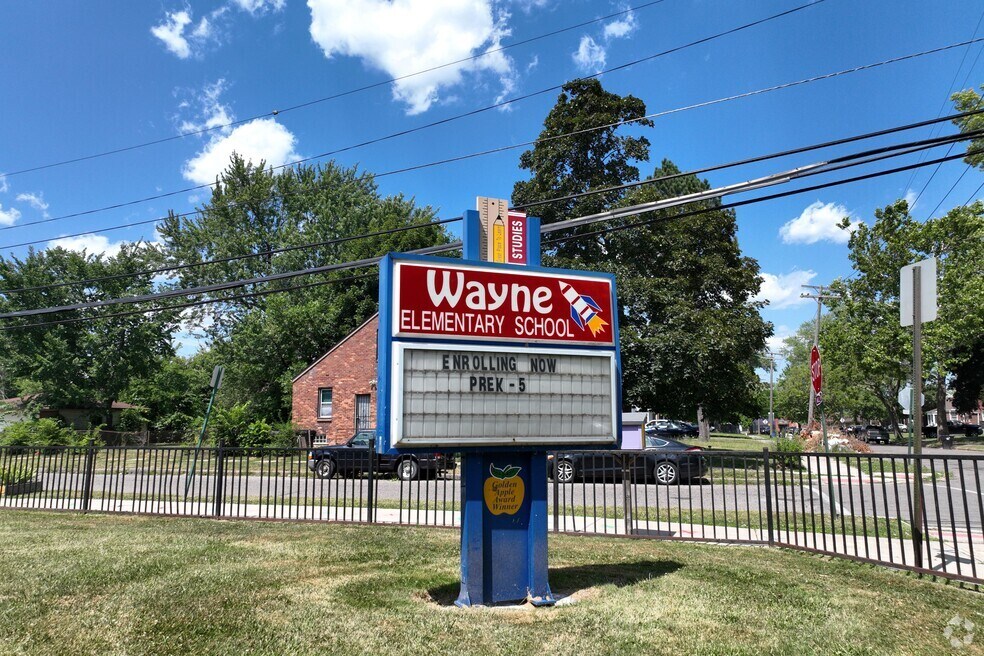 STUDIES
Wayne
ELEMENTARY SCHOOL
ENROLLING NOW
PREK-5
Golden
Apple
Award
Winner
STOP